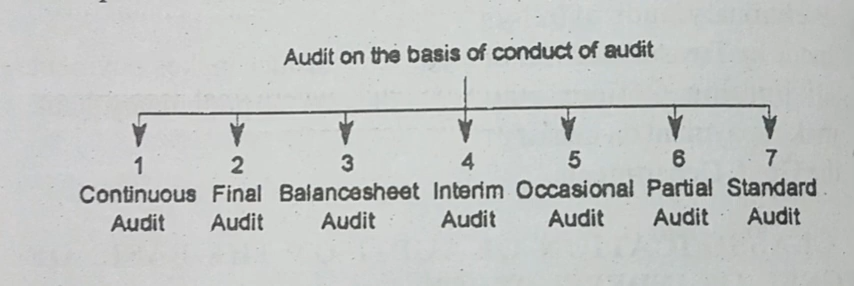 Audit on the basis of conduct of audit
1 2 3 4 5 6 7
Continuous Final Balancesheet Interim Occasional Partial Standard
Audit Audit Audit Audit Audit Audit Audit